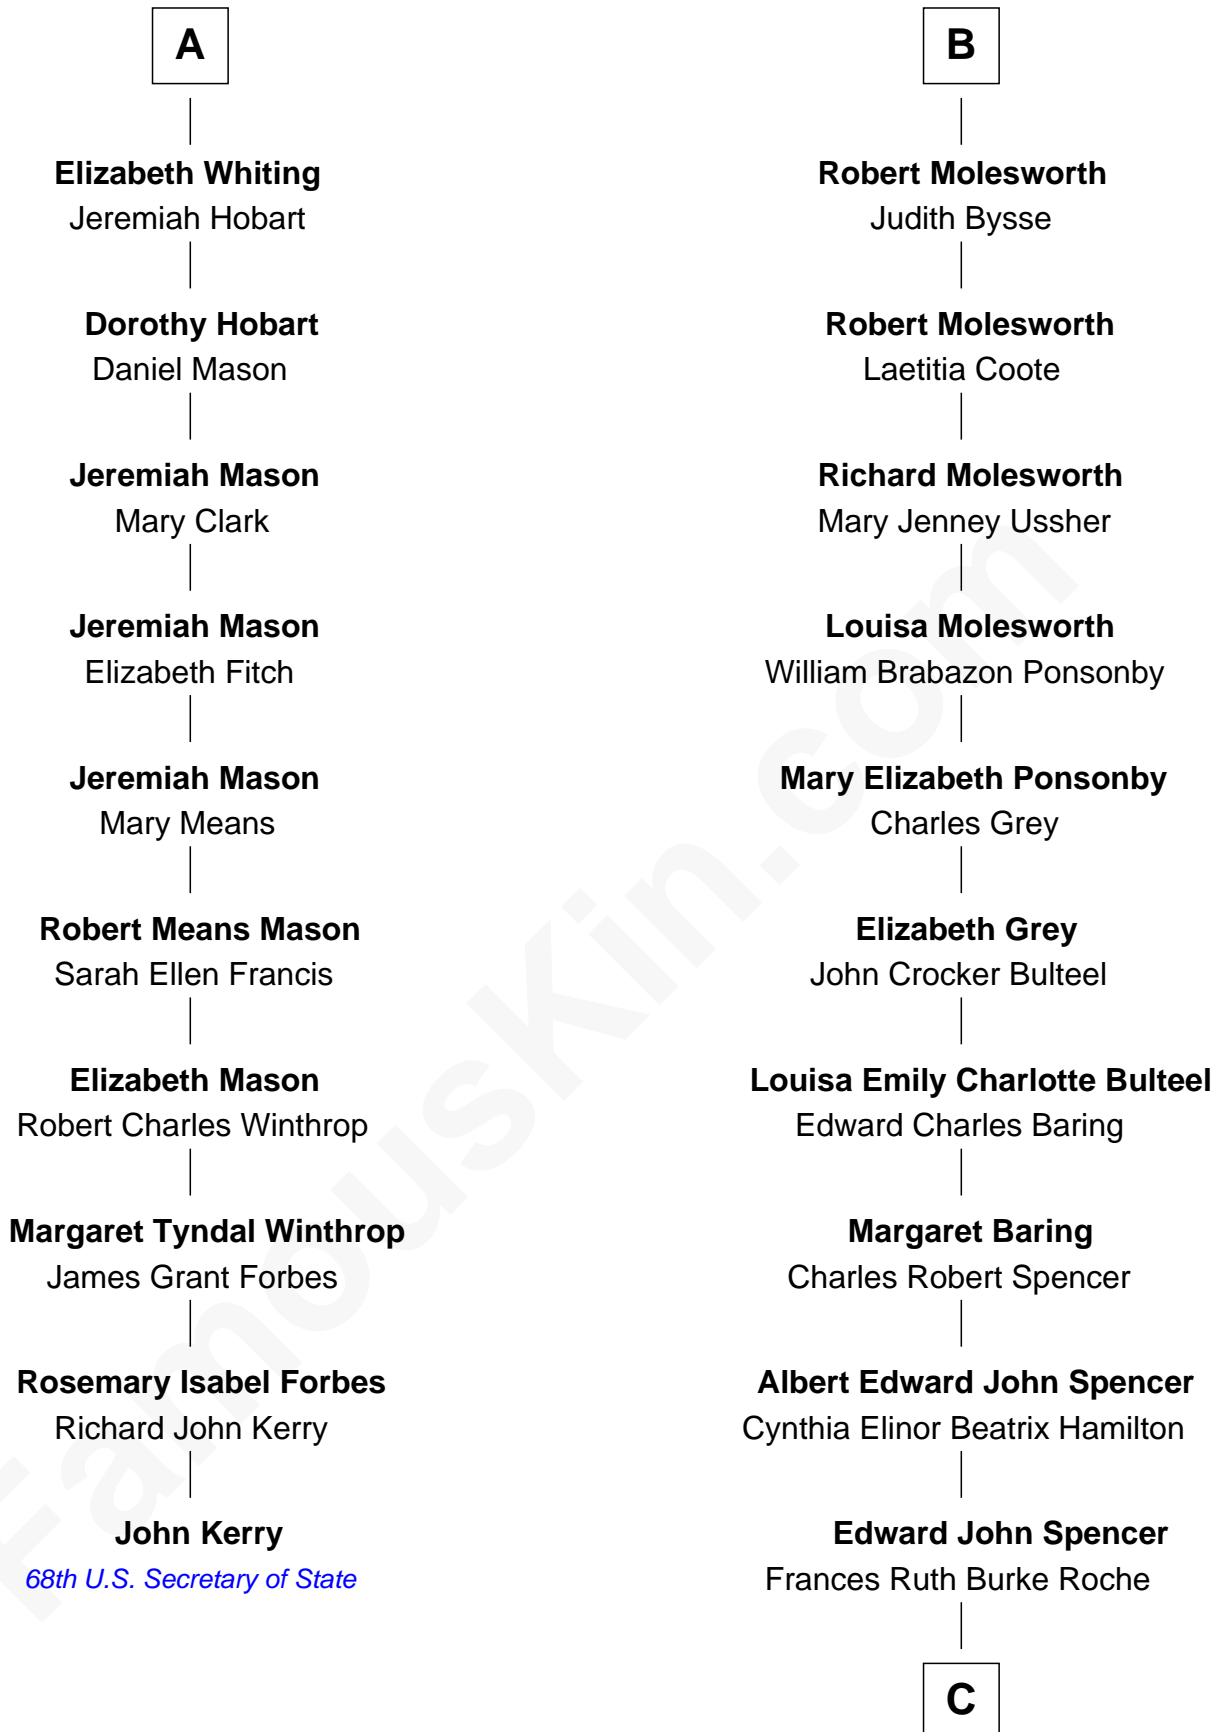 A
Elizabeth Whiting
Jeremiah Hobart
Dorothy Hobart
Daniel Mason
Jeremiah Mason
Mary Clark
Jeremiah Mason
Elizabeth Fitch
Jeremiah Mason
Mary Means
Robert Means Mason
Sarah Ellen Francis
Elizabeth Mason
Robert Charles Winthrop
Margaret Tyndal Winthrop
James Grant Forbes
Rosemary Isabel Forbes
Richard John Kerry
John Kerry
68th U.S. Secretary of State
B
Robert Molesworth
Judith Bysse
Robert Molesworth
Laetitia Coote
Richard Molesworth
Mary Jenney Ussher
Louisa Molesworth
William Brabazon Ponsonby
Mary Elizabeth Ponsonby
Charles Grey
Elizabeth Grey
John Crocker Bulteel
Louisa Emily Charlotte Bulteel
Edward Charles Baring
Margaret Baring
Charles Robert Spencer
Albert Edward John Spencer
Cynthia Elinor Beatrix Hamilton
Edward John Spencer
Frances Ruth Burke Roche
C
FamousKin.com